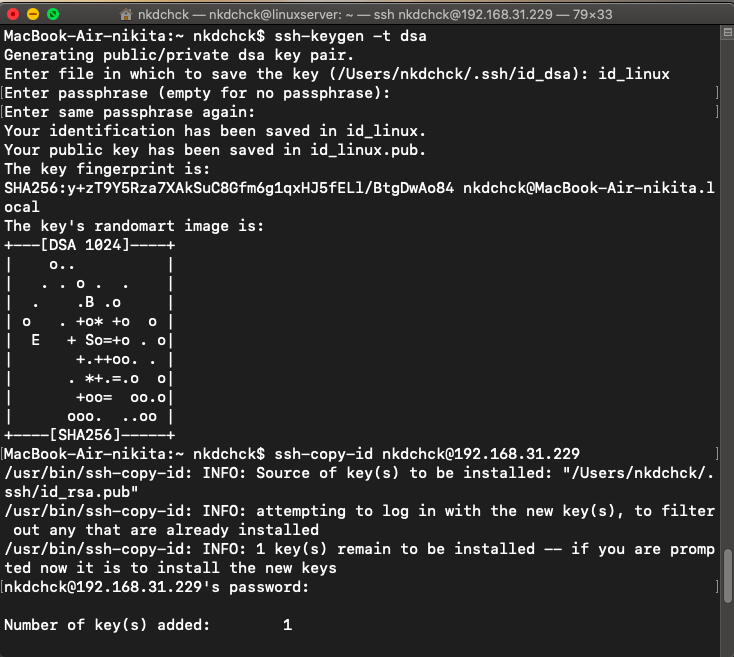 nkdchck — nkdchck@linuxserver: ~ — ssh nkdchck@192.168.31.229 — 79×33
MacBook-Air-nikita:~ nkdchck$ ssh-keygen -t dsa
Generating public/private dsa key pair.
Enter file in which to save the key (/Users/nkdchck/.ssh/id_dsa): id_linux
[Enter passphrase (empty for no passphrase): ]
[Enter same passphrase again: ]
Your identification has been saved in id_linux.
Your public key has been saved in id_linux.pub.
The key fingerprint is:
SHA256:y+zT9Y5Rza7XAkSuC8Gfm6g1qxHJ5fELl/BtgDwAo84 nkdchck@MacBook-Air-nikita.l
ocal
The key's randomart image is:
+---[DSA 1024]----+
|    o..          |
|   . . o .  .    |
|  .    .B .o     |
| o   . +o* +o  o |
|  E   + So=+o . o|
|       +.++oo. . |
|      . *+.=.o  o|
|       +oo=  oo.o|
|      ooo.  ..oo |
+----[SHA256]-----+
[MacBook-Air-nikita:~ nkdchck$ ssh-copy-id nkdchck@192.168.31.229 ]
/usr/bin/ssh-copy-id: INFO: Source of key(s) to be installed: "/Users/nkdchck/.
ssh/id_rsa.pub"
/usr/bin/ssh-copy-id: INFO: attempting to log in with the new key(s), to filter
 out any that are already installed
/usr/bin/ssh-copy-id: INFO: 1 key(s) remain to be installed -- if you are promp
ted now it is to install the new keys
[nkdchck@192.168.31.229's password: ]
Number of key(s) added:        1